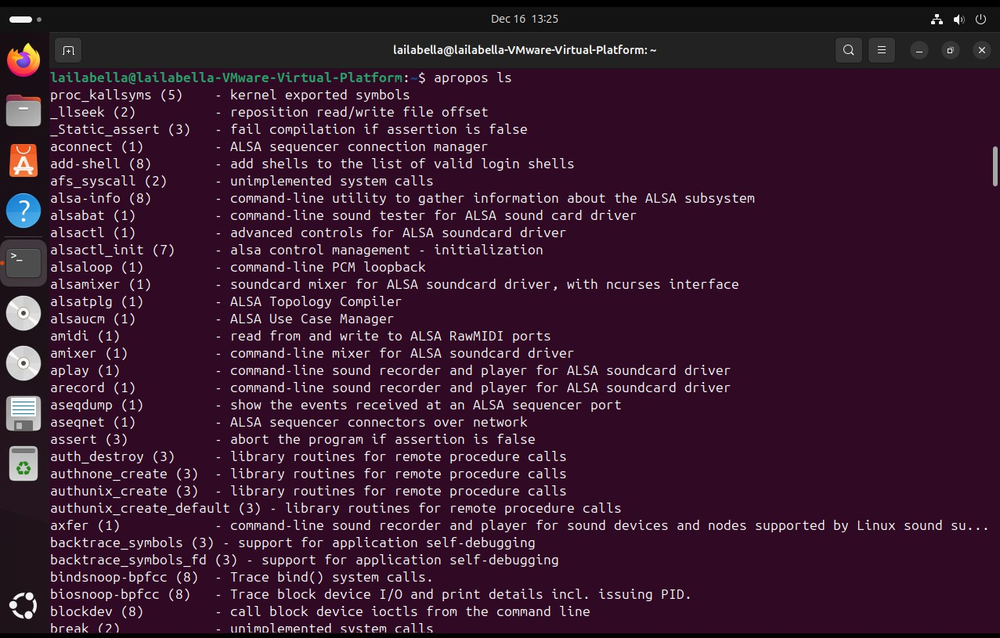 Dec 16 13:25
lailabella@lailabella-VMware-Virtual-Platform: ~
lailabella@lailabella-VMware-Virtual-Platform:~$ apropos ls
proc_kallsyms (5)    - kernel exported symbols
_llseek (2)          - reposition read/write file offset
_Static_assert (3)   - fail compilation if assertion is false
aconnect (1)         - ALSA sequencer connection manager
add-shell (8)        - add shells to the list of valid login shells
afs_syscall (2)      - unimplemented system calls
alsa-info (8)        - command-line utility to gather information about the ALSA subsystem
alsabat (1)          - command-line sound tester for ALSA sound card driver
alsactl (1)          - advanced controls for ALSA soundcard driver
alsactl_init (7)     - alsa control management - initialization
alsaloop (1)         - command-line PCM loopback
alsamixer (1)        - soundcard mixer for ALSA soundcard driver, with ncurses interface
alsatplg (1)         - ALSA Topology Compiler
alsaucm (1)          - ALSA Use Case Manager
amidi (1)            - read from and write to ALSA RawMIDI ports
amixer (1)           - command-line mixer for ALSA soundcard driver
aplay (1)            - command-line sound recorder and player for ALSA soundcard driver
arecord (1)          - command-line sound recorder and player for ALSA soundcard driver
aseqdump (1)         - show the events received at an ALSA sequencer port
aseqnet (1)          - ALSA sequencer connectors over network
assert (3)           - abort the program if assertion is false
auth_destroy (3)     - library routines for remote procedure calls
authnone_create (3)  - library routines for remote procedure calls
authunix_create (3)  - library routines for remote procedure calls
authunix_create_default (3) - library routines for remote procedure calls
axfer (1)            - command-line sound recorder and player for sound devices and nodes supported by Linux sound su...
backtrace_symbols (3) - support for application self-debugging
backtrace_symbols_fd (3) - support for application self-debugging
bindsnoop-bpfcc (8)  - Trace bind() system calls.
biosnoop-bpfcc (8)   - Trace block device I/O and print details incl. issuing PID.
blockdev (8)         - call block device ioctls from the command line
break (2)            - unimplemented system calls